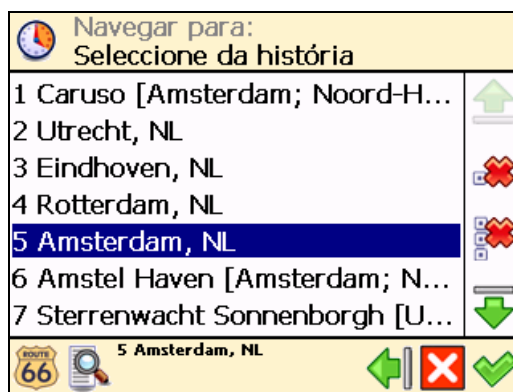 Navegar para:
Seleccione da história
1 Caruso [Amsterdam; Noord-H...
2 Utrecht, NL
3 Eindhoven, NL
4 Rotterdam, NL
5 Amsterdam, NL
6 Amstel Haven [Amsterdam; N...
7 Sterrenwacht Sonnenborgh [U...
ROUTE
66
5 Amsterdam, NL